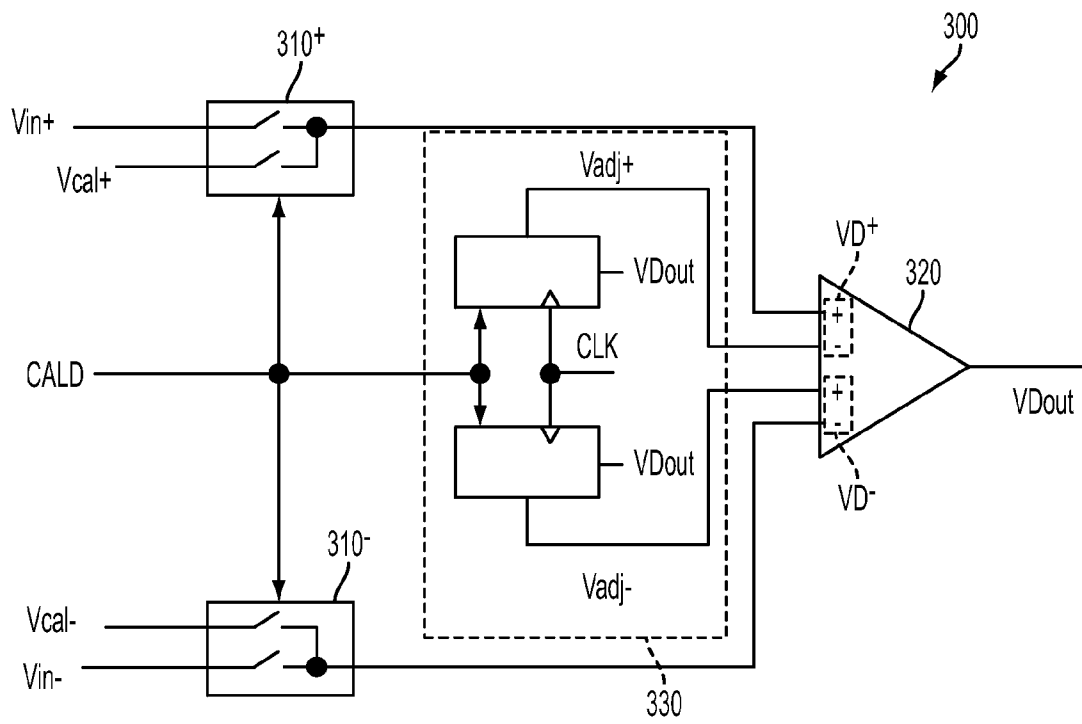 300
310+
Vin+
Vcal+
Vadj+
VD+
320
VDout
+
-
CLK
CALD
+
-
VDout
VDout
VD-
310-
Vcal-
Vadj-
Vin-
330